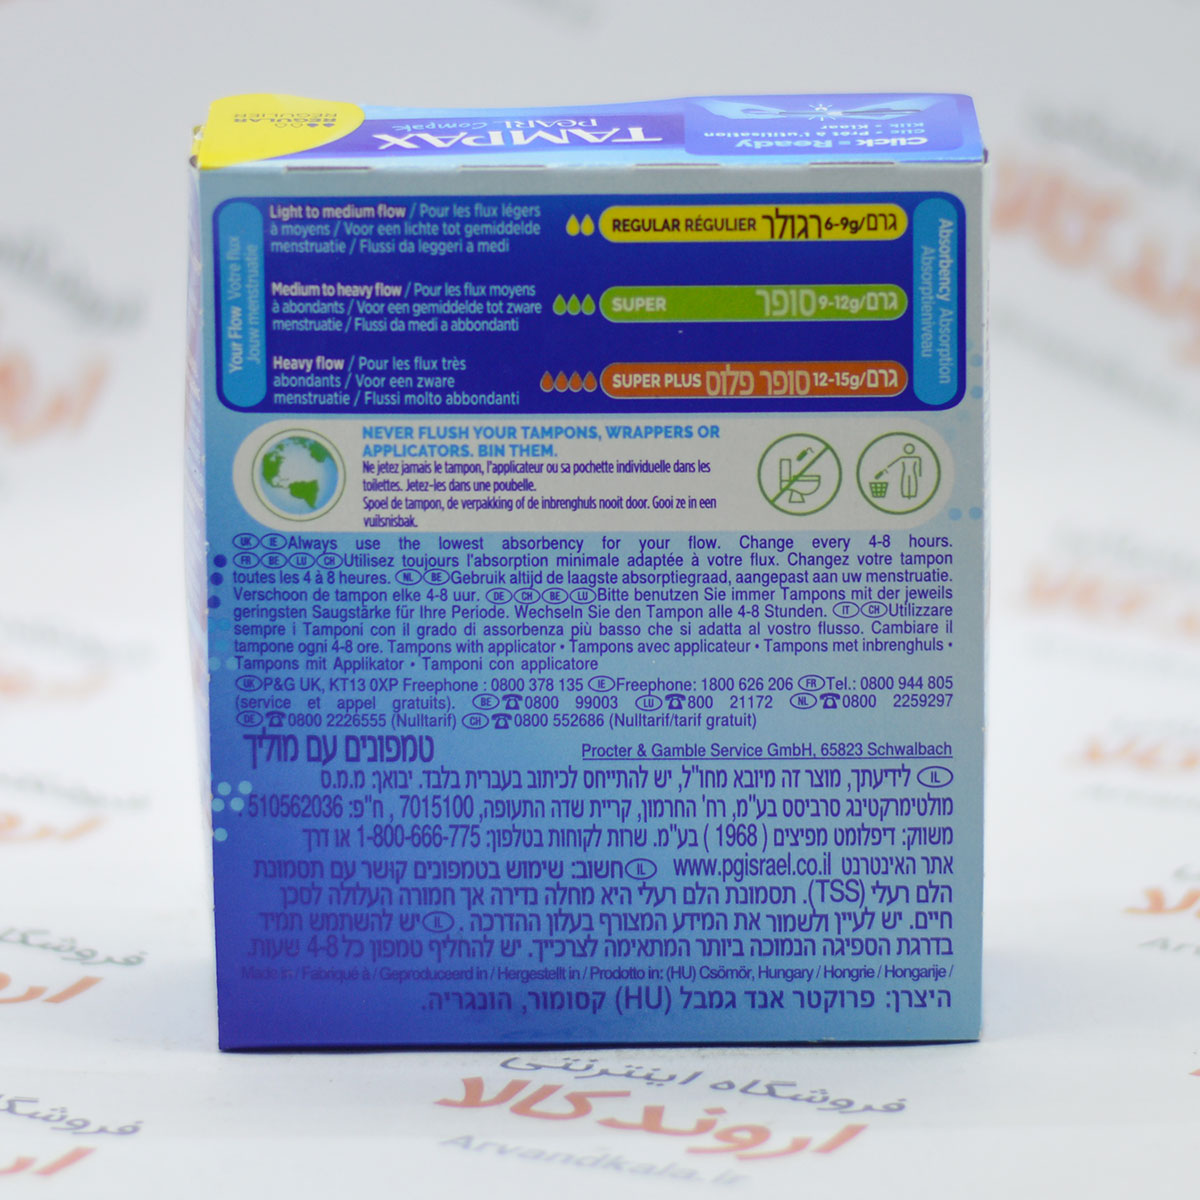 REGULAR
RÉGULIER
TAMPAX
PEARL Compak
Click = Ready
Clic = Prêt à l'utilisation
Klik = Klaar
Your Flow Votre flux
Jouw menstruatie
Light to medium flow / Pour les flux légers
à moyens / Voor een lichte tot gemiddelde
menstruatie / Flussi da leggeri a medi
REGULAR RÉGULIER רגולר 6-9g/גרם
Medium to heavy flow / Pour les flux moyens
à abondants / Voor een gemiddelde tot zware
menstruatie / Flussi da medi a abbondanti
SUPER סופר 9-12g/גרם
Heavy flow / Pour les flux très
abondants / Voor een zware
menstruatie / Flussi molto abbondanti
SUPER PLUS סופר פלוס 12-15g/גרם
Absorbency Absorption
Absorptieniveau
NEVER FLUSH YOUR TAMPONS, WRAPPERS OR
APPLICATORS. BIN THEM.
Ne jetez jamais le tampon, l'applicateur ou sa pochette individuelle dans les
toilettes. Jetez-les dans une poubelle.
Spoel de tampon, de verpakking of de inbrenghuls nooit door. Gooi ze in een
vuilsnisbak.
UK IE Always use the lowest absorbency for your flow. Change every 4-8 hours.
FR BE LU CH Utilisez toujours l'absorption minimale adaptée à votre flux. Changez votre tampon
toutes les 4 à 8 heures. NL BE Gebruik altijd de laagste absorptiegraad, aangepast aan uw menstruatie.
Verschoon de tampon elke 4-8 uur. DE CH BE LU Bitte benutzen Sie immer Tampons mit der jeweils
geringsten Saugstärke für Ihre Periode. Wechseln Sie den Tampon alle 4-8 Stunden. IT CH Utilizzare
sempre i Tamponi con il grado di assorbenza più basso che si adatta al vostro flusso. Cambiare il
tampone ogni 4-8 ore. Tampons with applicator • Tampons avec applicateur • Tampons met inbrenghuls •
Tampons mit Applikator • Tamponi con applicatore
UK P&G UK, KT13 0XP Freephone : 0800 378 135 IE Freephone: 1800 626 206 FR Tel.: 0800 944 805
(service et appel gratuits). BE ☎0800 99003 LU ☎800 21172 NL ☎0800 2259297
DE ☎0800 2226555 (Nulltarif) CH ☎0800 552686 (Nulltarif/tarif gratuit)
טמפונים עם מוליך
Procter & Gamble Service GmbH, 65823 Schwalbach
IL לידיעתך, מוצר זה מיובא מחו"ל, יש להתייחס לכיתוב בעברית בלבד. יבואן: מ.מ.ס
מולטימרקטינג סרביסס בע"מ, רח' החרמון, קריית שדה התעופה, 7015100 , ח"פ: 510562036 .
משווק: דיפלומט מפיצים ( 1968 ) בע"מ. שרות לקוחות בטלפון: 1-800-666-775 או דרך
אתר האינטרנט www.pgisrael.co.il IL חשוב: שימוש בטמפונים קושר עם תסמונת
הלם רעלי (TSS). תסמונת הלם רעלי היא מחלה נדירה אך חמורה העלולה לסכן
חיים. יש לעיין ולשמור את המידע המצורף בעלון ההדרכה . IL יש להשתמש תמיד
בדרגת הספיגה הנמוכה ביותר המתאימה לצרכייך. יש להחליף טמפון כל 4-8 שעות.
Made in / Fabriqué à / Geproduceerd in / Hergestellt in / Prodotto in: (HU) Csömör, Hungary / Hongrie / Hongarije /
היצרן: פרוקטר אנד גמבל (HU) קסומור, הונגריה.
فروشگاه اینترنتی
اروند کالا
Arvandkala.ir